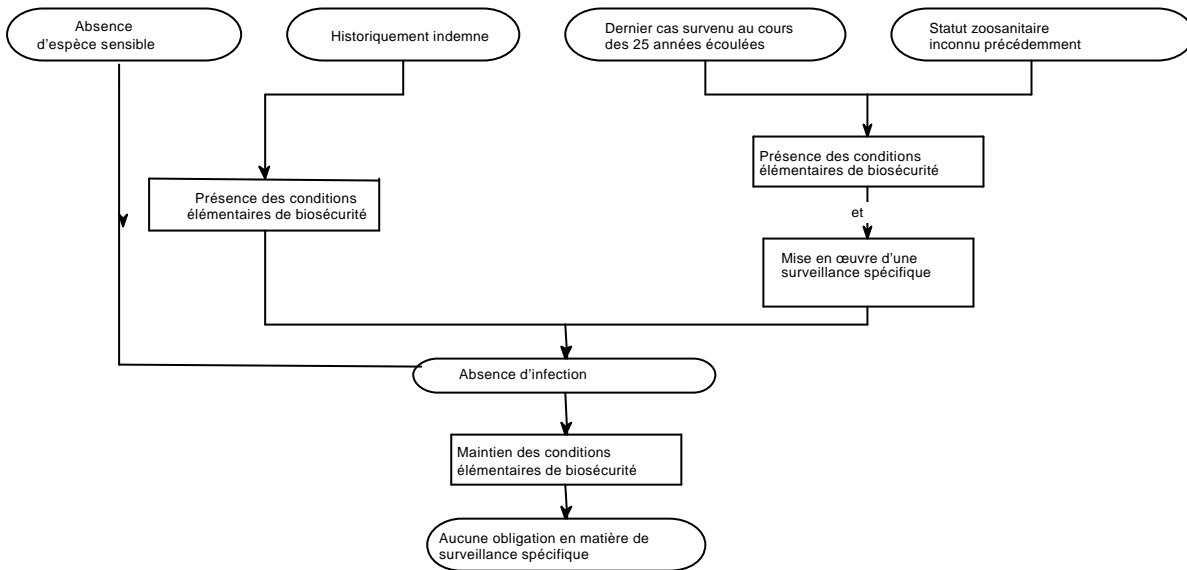 Absence
d'espèce sensible
Historiquement indemne
Dernier cas survenu au cours
des 25 années écoulées
Statut zoosanitaire
inconnu précédemment
Présence des conditions
élémentaires de biosécurité
Présence des conditions
élémentaires de biosécurité
et
Mise en œuvre d'une
surveillance spécifique
Absence d'infection
Maintien des conditions
élémentaires de biosécurité
Aucune obligation en matière de
surveillance spécifique